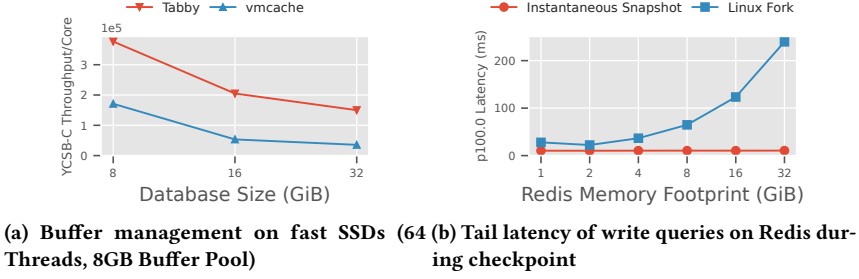 Tabby vmcache
1e5
YCSB-C Throughput/Core
3
2
1
0
8 16 32
Database Size (GiB)
(a) Buffer management on fast SSDs (64
Threads, 8GB Buffer Pool)
Instantaneous Snapshot Linux Fork
p100.0 Latency (ms)
200
100
0
1 2 4 8 16 32
Redis Memory Footprint (GiB)
(b) Tail latency of write queries on Redis dur-
ing checkpoint